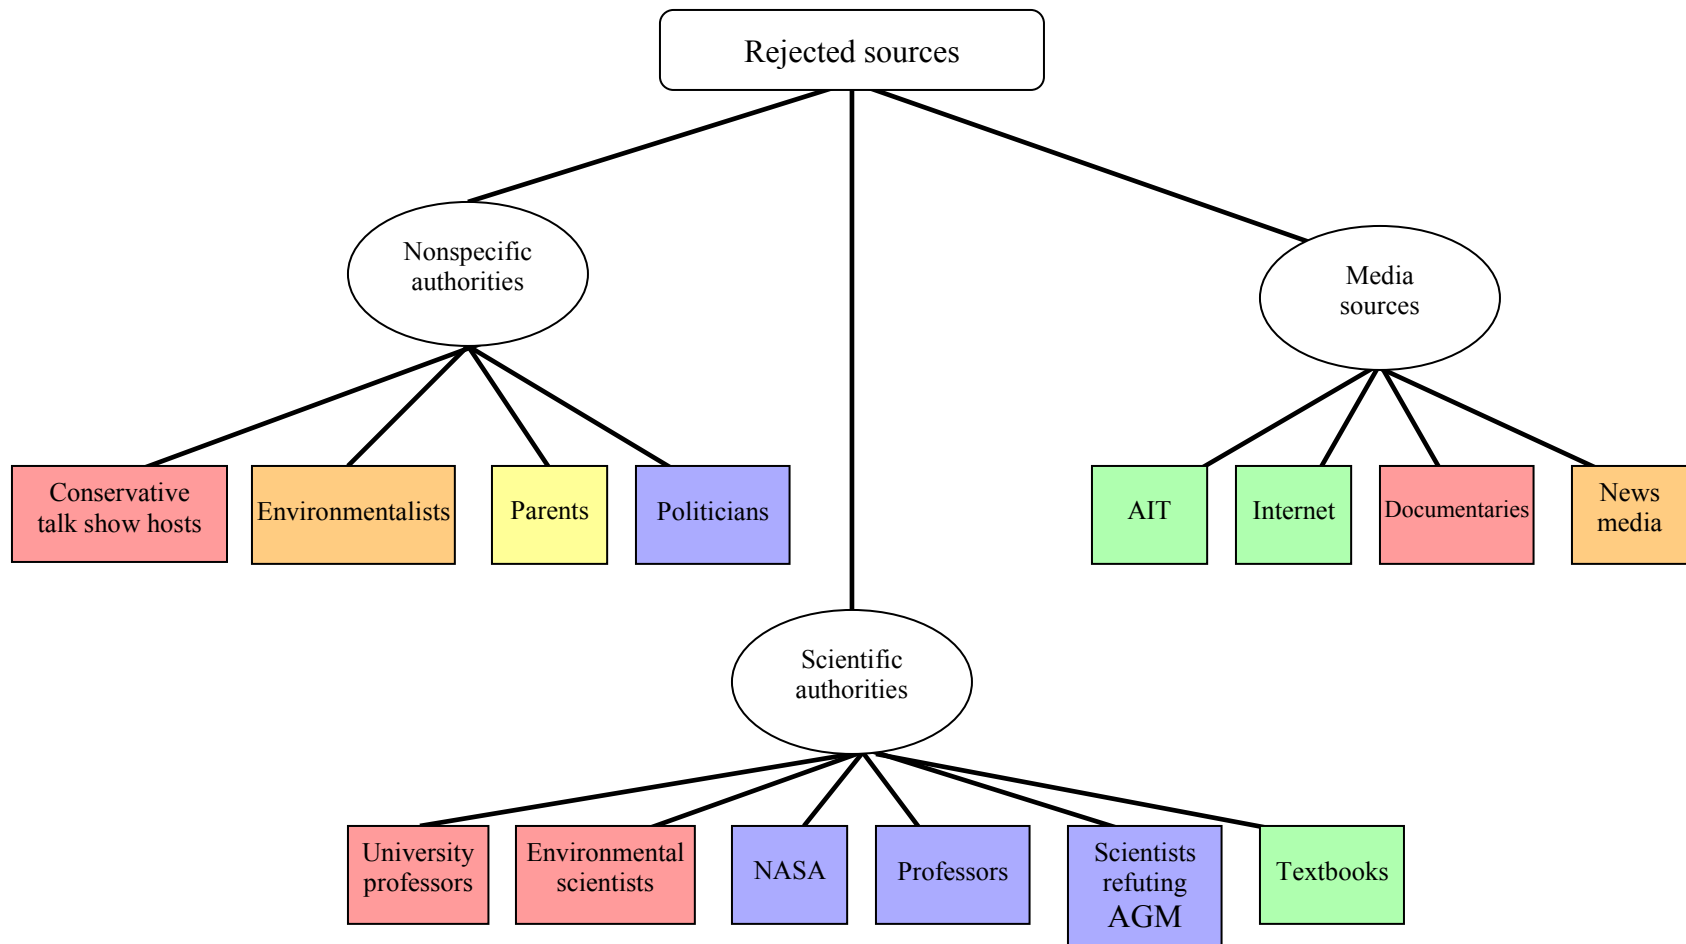 Rejected sources
Nonspecific
authorities
Media
sources
Conservative
talk show hosts
Environmentalists
Parents
Politicians
AIT
Internet
Documentaries
News
media
Scientific
authorities
University
professors
Environmental
scientists
NASA
Professors
Scientists
refuting
AGM
Textbooks